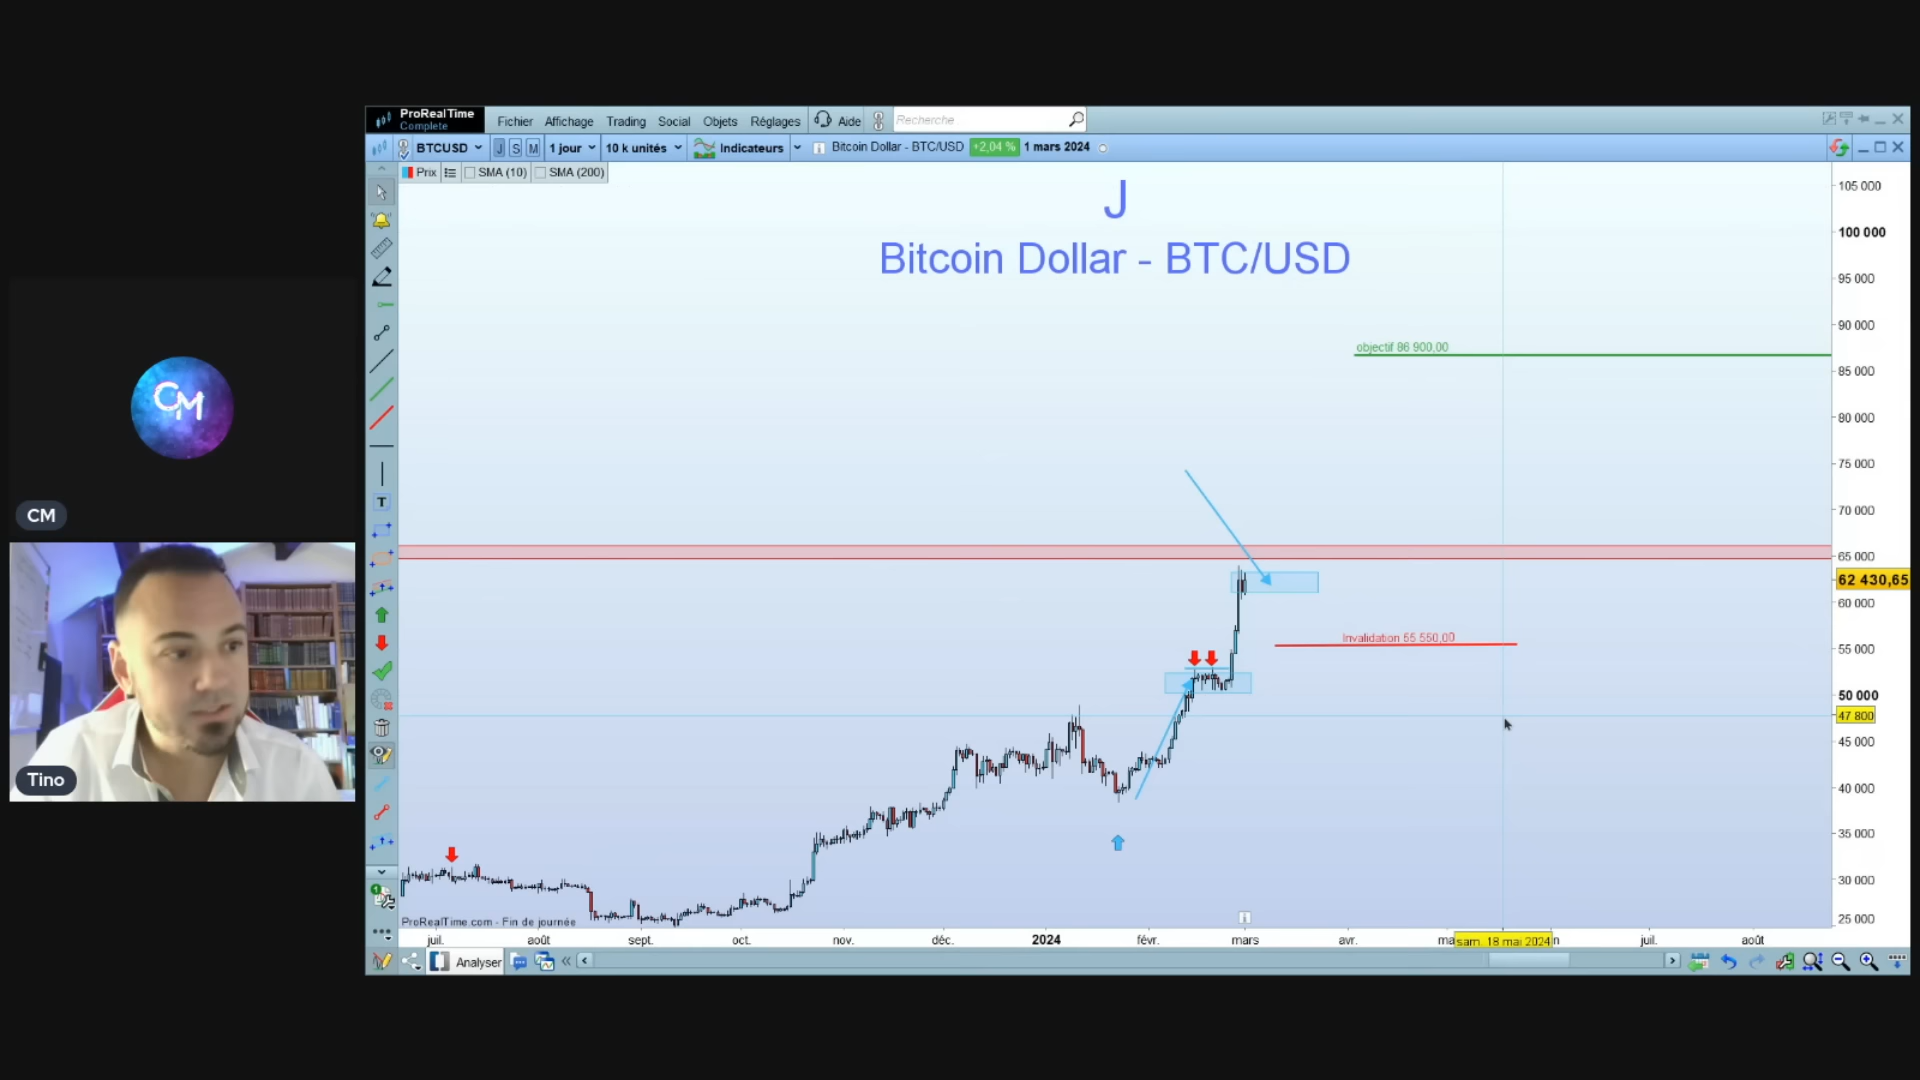 ProRealTime
Complete
Fichier Affichage Trading Social Objets Réglages Aide Recherche
BTCUSD J S M 1 jour 10 k unités Indicateurs Bitcoin Dollar - BTC/USD +2,04 % 1 mars 2024
Prix SMA (10) SMA (200)
J
Bitcoin Dollar - BTC/USD
105 000
100 000
95 000
90 000
objectif 86 900,00
85 000
80 000
75 000
70 000
65 000
62 430,65
60 000
Invalidation 55 550,00
55 000
50 000
47 800
45 000
40 000
35 000
30 000
25 000
CM
CM
Tino
T
1
ProRealTime.com - Fin de journée
juil. août sept. oct. nov. déc. 2024 févr. mars avr. ma sam. 18 mai 2024 n juil. août
Analyser